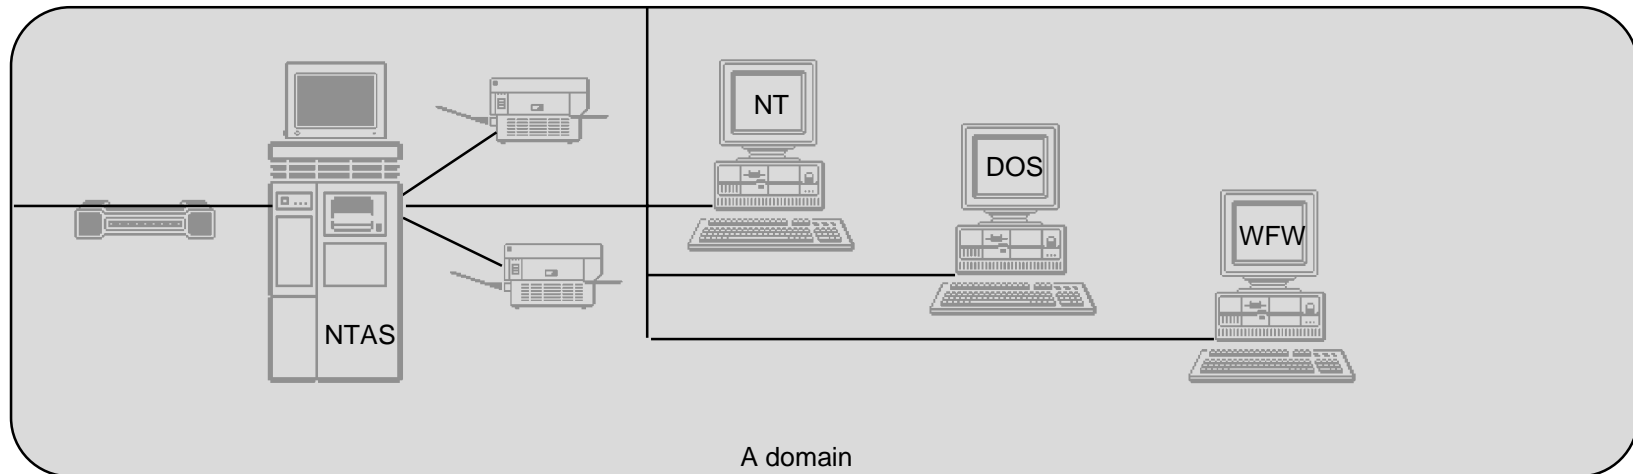 NT
DOS
WFW
NTAS
A domain